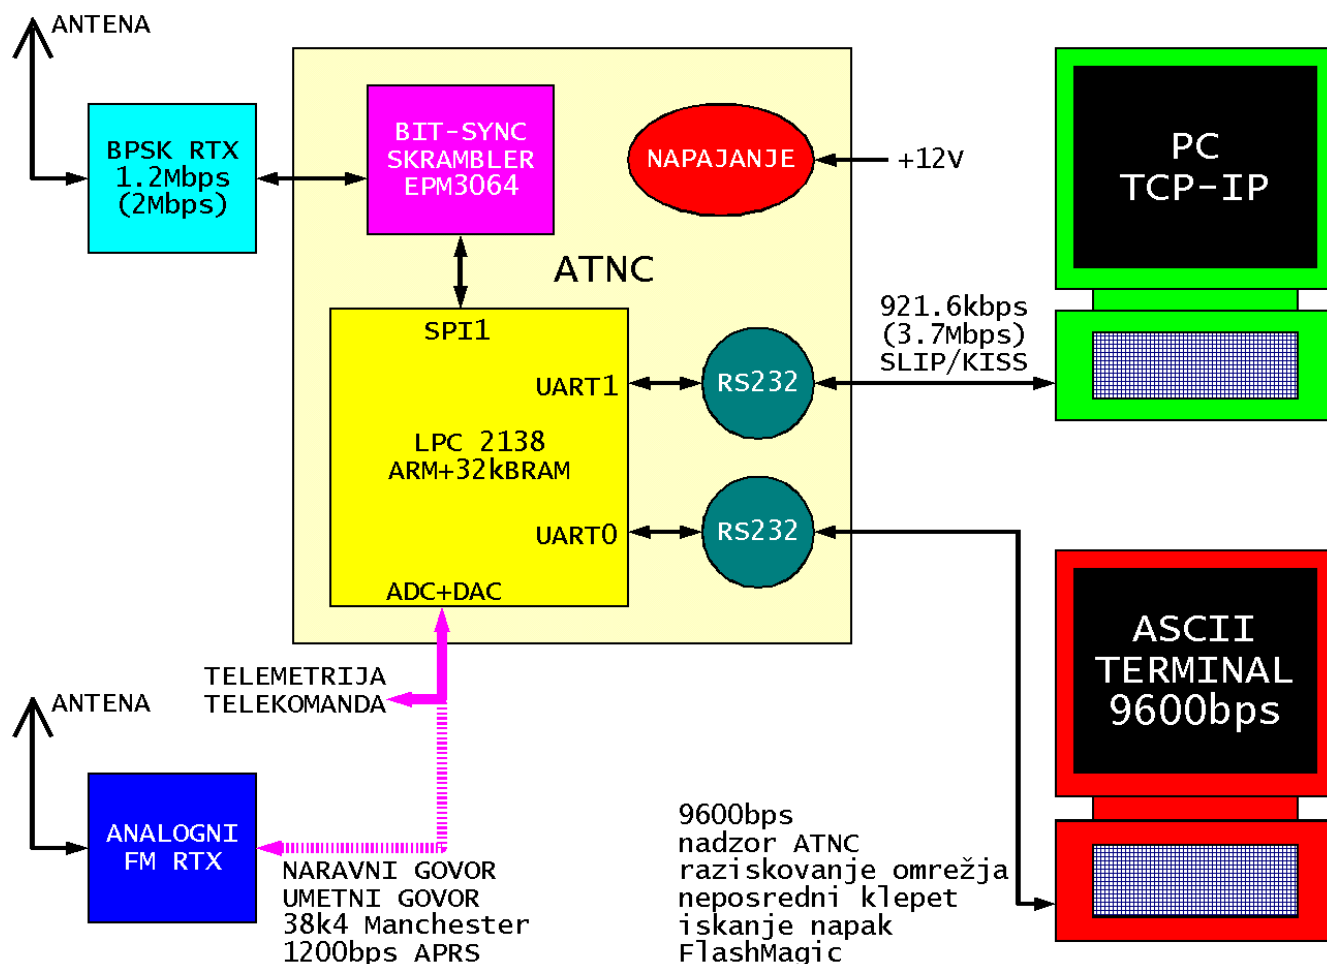 ANTENA
BPSK RTX
1.2Mbps
(2Mbps)
BIT-SYNC
SKRAMBLER
EPM3064
NAPAJANJE
+12V
PC
TCP-IP
ATNC
SPI1
UART1
RS232
921.6kbps
(3.7Mbps)
SLIP/KISS
LPC 2138
ARM+32kBRAM
UART0
RS232
ADC+DAC
ASCII
TERMINAL
9600bps
TELEMETRIJA
TELEKOMANDA
ANTENA
ANALOGNI
FM RTX
NARAVNI GOVOR
UMETNI GOVOR
38k4 Manchester
1200bps APRS
9600bps
nadzor ATNC
raziskovanje omrežja
neposredni klepet
iskanje napak
FlashMagic